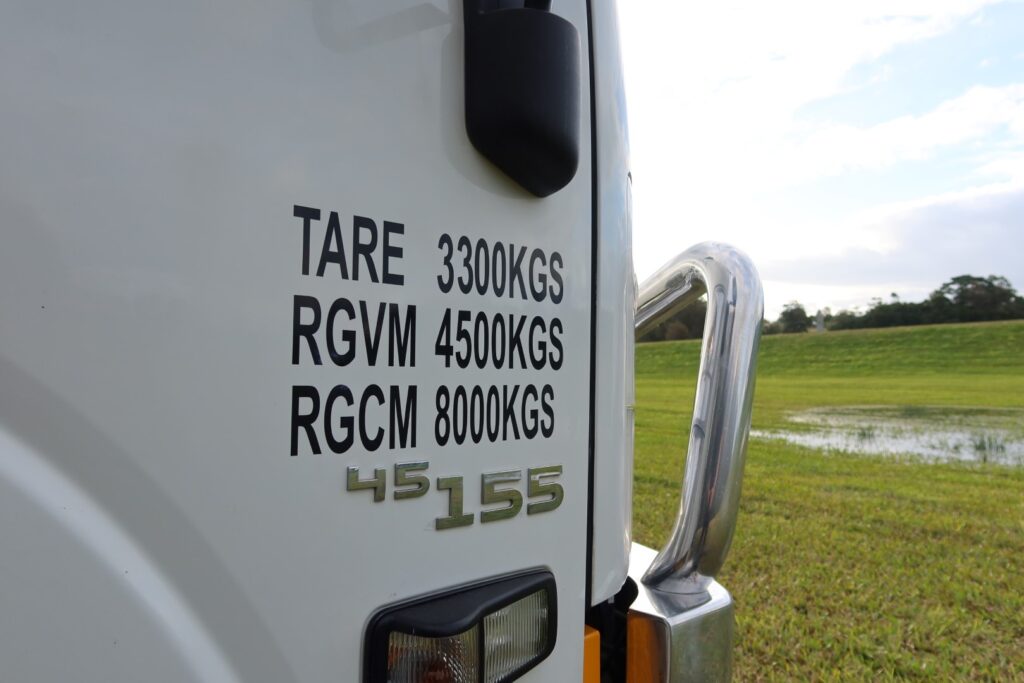 TARE 3300KGS
RGVM 4500KGS
RGCM 8000KGS
45 155